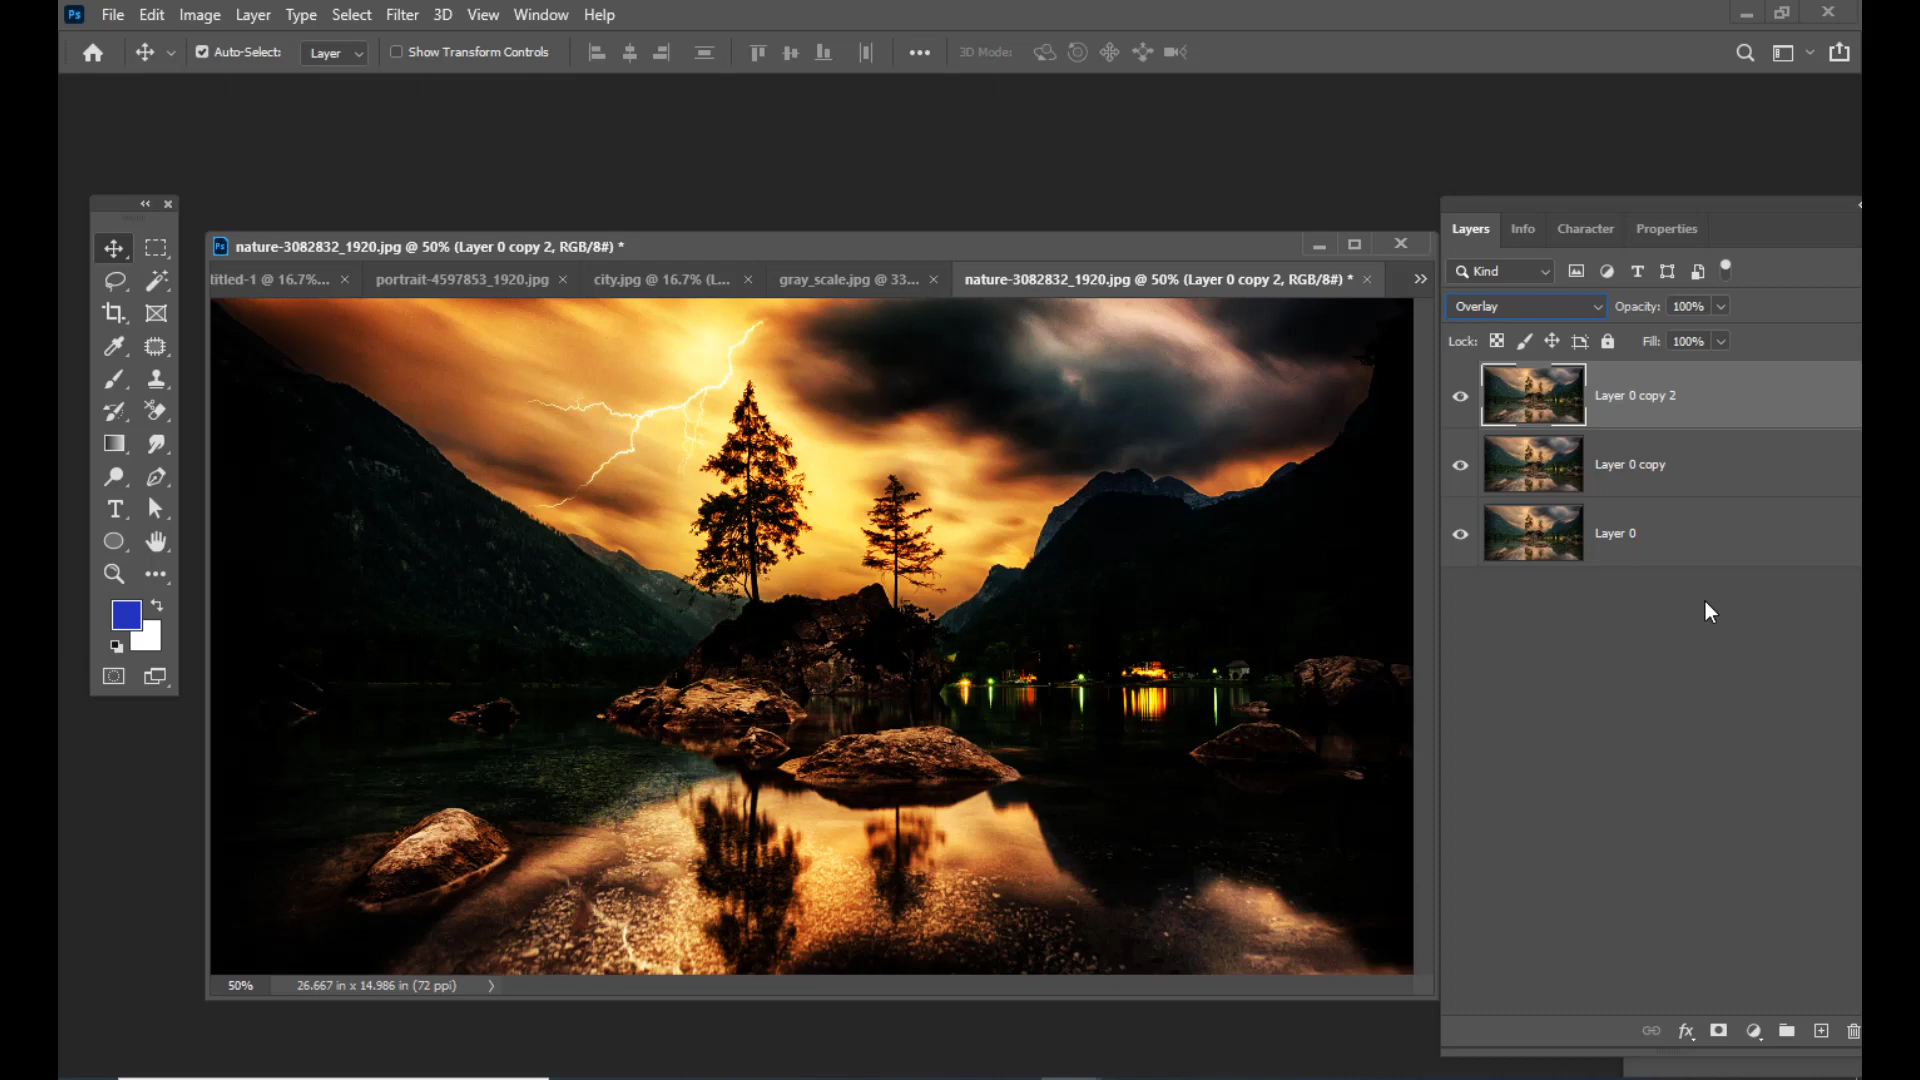 Ps File Edit Image Layer Type Select Filter 3D View Window Help
Auto-Select: Layer Show Transform Controls 3D Mode:
Ps nature-3082832_1920.jpg @ 50% (Layer 0 copy 2, RGB/8#) *
titled-1 @ 16.7%... portrait-4597853_1920.jpg city.jpg @ 16.7% (L... gray_scale.jpg @ 33... nature-3082832_1920.jpg @ 50% (Layer 0 copy 2, RGB/8#) *
Layers Info Character Properties
Kind
Overlay Opacity: 100%
Lock: Fill: 100%
Layer 0 copy 2
Layer 0 copy
Layer 0
50% 26.667 in x 14.986 in (72 ppi)
fx